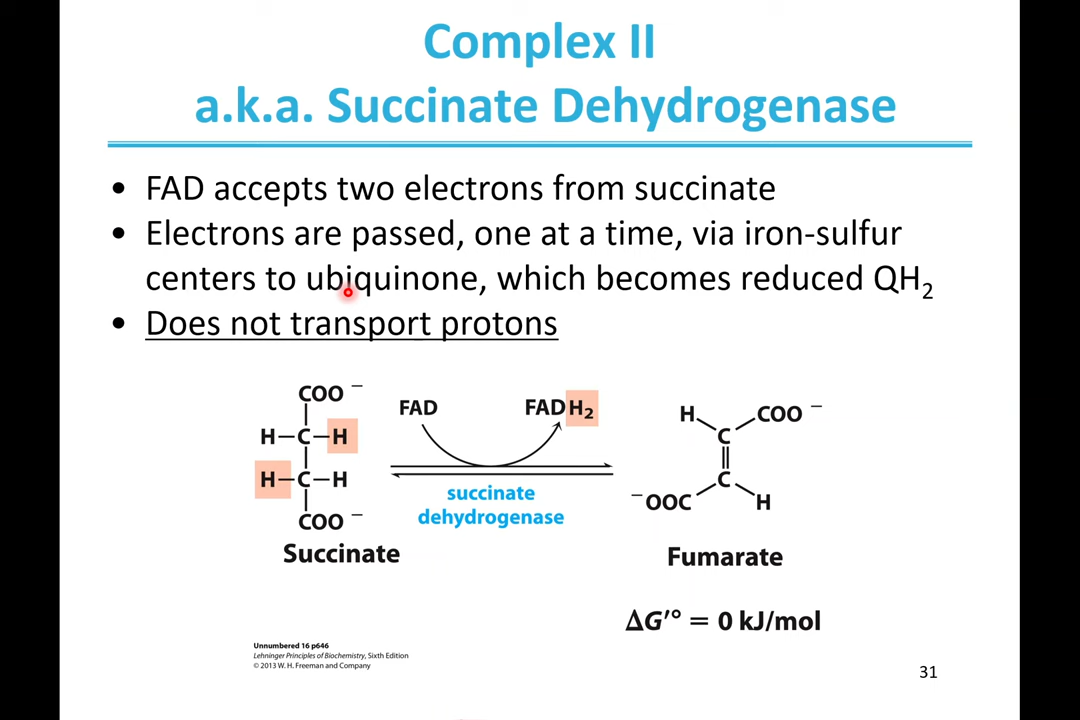 Complex II
a.k.a. Succinate Dehydrogenase
• FAD accepts two electrons from succinate
• Electrons are passed, one at a time, via iron-sulfur
centers to ubiquinone, which becomes reduced QH₂
• Does not transport protons
COO⁻
H—C—H
H—C—H
COO⁻
Succinate
FAD FADH₂
succinate
dehydrogenase
H COO⁻
C
C
⁻OOC H
Fumarate
ΔG′° = 0 kJ/mol
Unnumbered 16 p646
Lehninger Principles of Biochemistry, Sixth Edition
© 2013 W. H. Freeman and Company
31